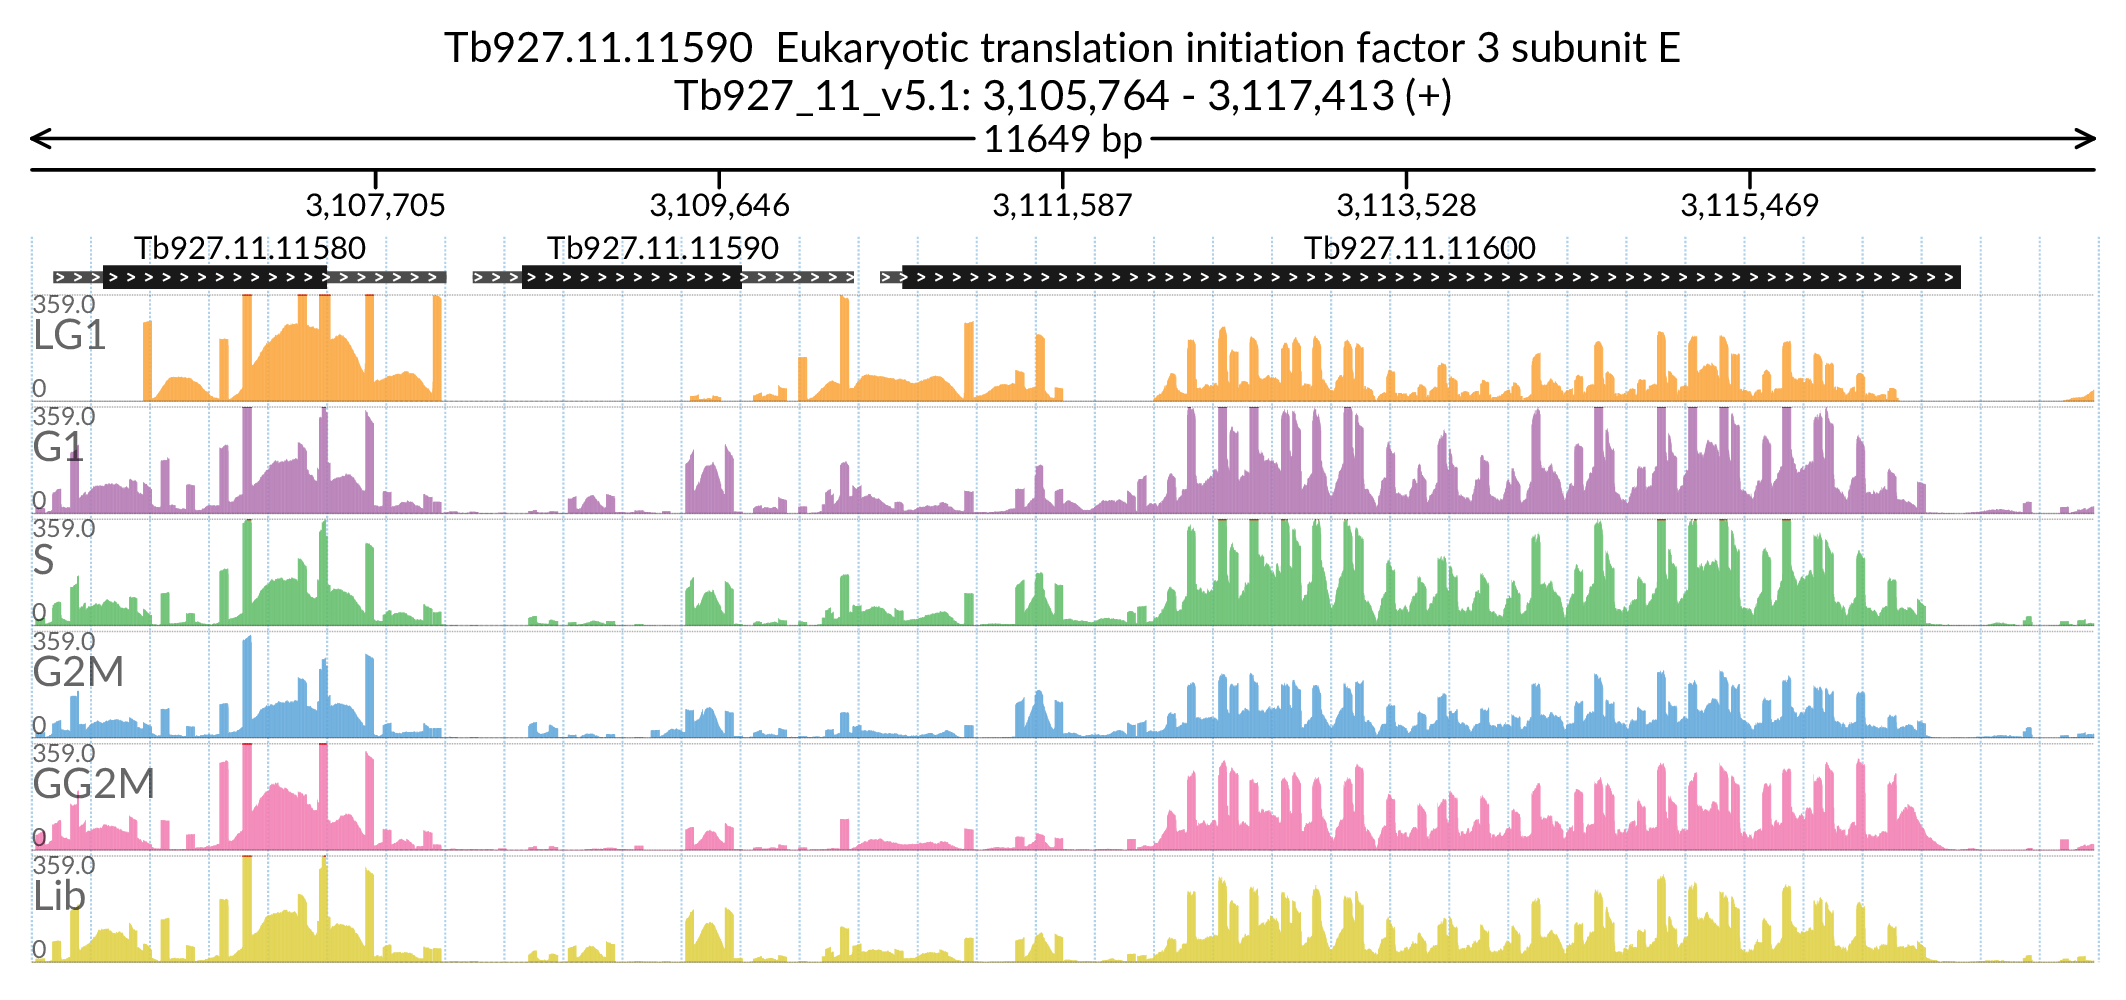 Tb927.11.11590  Eukaryotic translation initiation factor 3 subunit E
Tb927_11_v5.1: 3,105,764 - 3,117,413 (+)
11649 bp
3,107,705 3,109,646 3,111,587 3,113,528 3,115,469
Tb927.11.11580 Tb927.11.11590 Tb927.11.11600
359.0
LG1
0
359.0
G1
0
359.0
S
0
359.0
G2M
0
359.0
GG2M
0
359.0
Lib
0